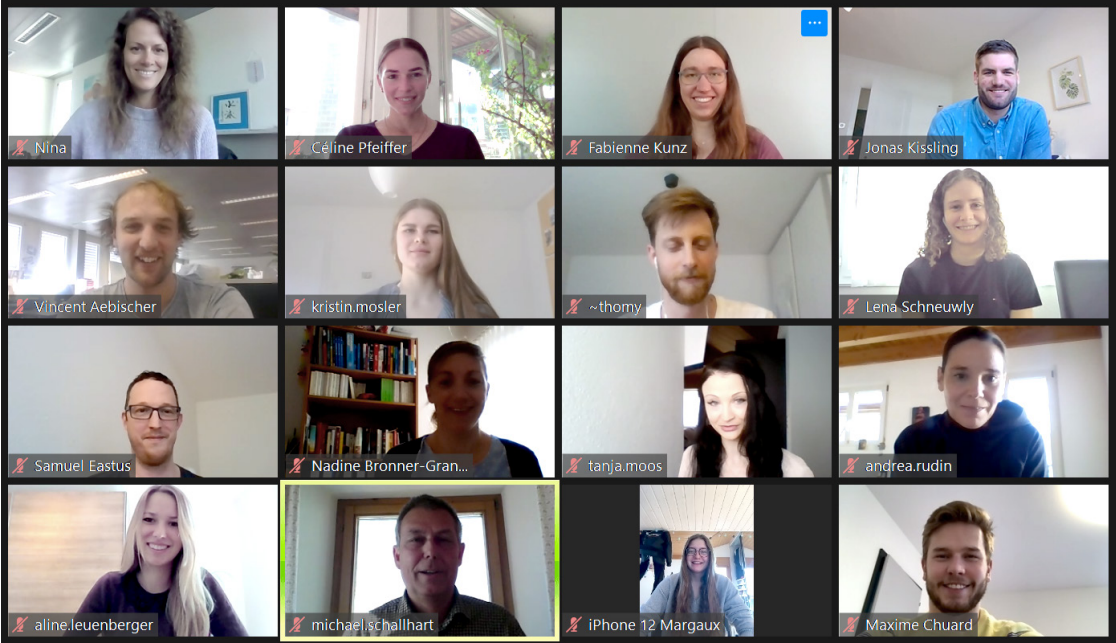 Nina
Céline Pfeiffer
Fabienne Kunz
Jonas Kissling
Vincent Aebischer
kristin.mosler
~thomy
Lena Schneuwly
Samuel Eastus
Nadine Bronner-Gran...
tanja.moos
andrea.rudin
aline.leuenberger
michael.schallhart
iPhone 12 Margaux
Maxime Chuard